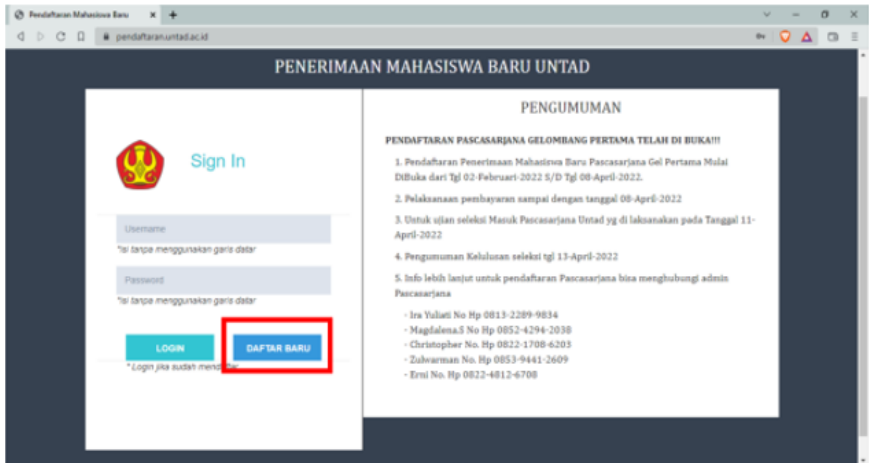 Pendaftaran Mahasiswa Baru
pendaftaran.untad.ac.id
PENERIMAAN MAHASISWA BARU UNTAD
Sign In
Username
*isi tanpa menggunakan garis datar
Password
*isi tanpa menggunakan garis datar
LOGIN
DAFTAR BARU
* Login jika sudah mendaftar
PENGUMUMAN
PENDAFTARAN PASCASARJANA GELOMBANG PERTAMA TELAH DI BUKA!!!
1. Pendaftaran Penerimaan Mahasiswa Baru Pascasarjana Gel Pertama Mulai
DiBuka dari Tgl 02-Februari-2022 S/D Tgl 08-April-2022.
2. Pelaksanaan pembayaran sampai dengan tanggal 08-April-2022
3. Untuk ujian seleksi Masuk Pascasarjana Untad yg di laksanakan pada Tanggal 11-
April-2022
4. Pengumuman Kelulusan seleksi tgl 13-April-2022
5. Info lebih lanjut untuk pendaftaran Pascasarjana bisa menghubungi admin
Pascasarjana
- Ira Yuliati No Hp 0813-2289-9834
- Magdalena.S No Hp 0852-4294-2038
- Christopher No. Hp 0822-1708-6203
- Zulwarman No. Hp 0853-9441-2609
- Erni No. Hp 0822-4812-6708